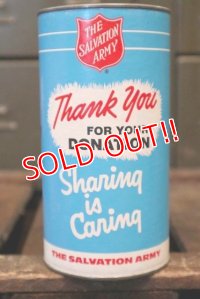 THE
SALVATION
ARMY
®
Thank You
FOR YOUR
DONATION!
SOLD OUT!!
Sharing
is
Caring
THE SALVATION ARMY